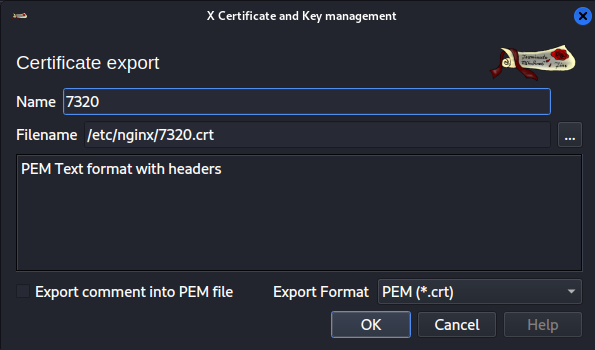 X Certificate and Key management
Certificate export
Name 7320
Filename /etc/nginx/7320.crt ...
PEM Text format with headers
Export comment into PEM file Export Format PEM (*.crt)
OK Cancel Help